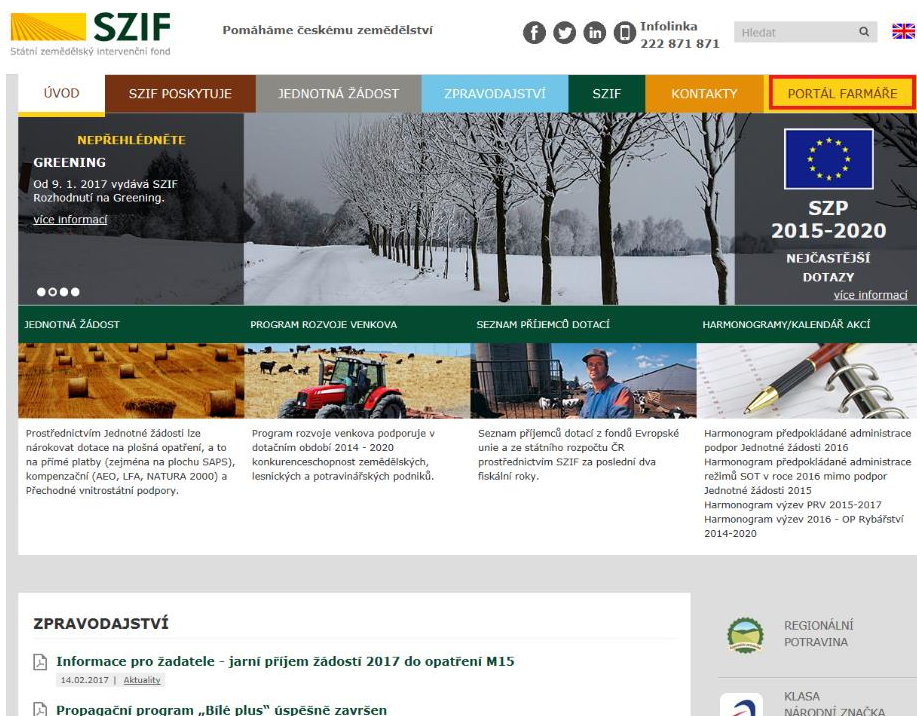 SZIF
Státní zemědělský intervenční fond
Pomáháme českému zemědělství
Infolinka
222 871 871
Hledat
ÚVOD
SZIF POSKYTUJE
JEDNOTNÁ ŽÁDOST
ZPRAVODAJSTVÍ
SZIF
KONTAKTY
PORTÁL FARMÁŘE
NEPŘEHLÉDNĚTE
GREENING
Od 9. 1. 2017 vydává SZIF
Rozhodnutí na Greening.
více informací
SZP
2015-2020
NEJČASTĚJŠÍ
DOTAZY
více informací
JEDNOTNÁ ŽÁDOST
Prostřednictvím Jednotné žádosti lze
nárokovat dotace na plošná opatření, a to
na přímé platby (zejména na plochu SAPS),
kompenzační (AEO, LFA, NATURA 2000) a
Přechodné vnitrostátní podpory.
PROGRAM ROZVOJE VENKOVA
Program rozvoje venkova podporuje v
dotačním období 2014 - 2020
konkurenceschopnost zemědělských,
lesnických a potravinářských podniků.
SEZNAM PŘÍJEMCŮ DOTACÍ
Seznam příjemců dotací z fondů Evropské
unie a ze státního rozpočtu ČR
prostřednictvím SZIF za poslední dva
fiskální roky.
HARMONOGRAMY/KALENDÁŘ AKCÍ
Harmonogram předpokládané administrace
podpor Jednotné žádosti 2016
Harmonogram předpokládané administrace
režimů SOT v roce 2016 mimo podpor
Jednotné žádosti 2015
Harmonogram výzev PRV 2015-2017
Harmonogram výzev 2016 - OP Rybářství
2014-2020
ZPRAVODAJSTVÍ
Informace pro žadatele - jarní příjem žádostí 2017 do opatření M15
14.02.2017 | Aktuality
Propagační program „Bílé plus“ úspěšně završen
REGIONÁLNÍ
POTRAVINA
KLASA
NÁRODNÍ ZNAČKA